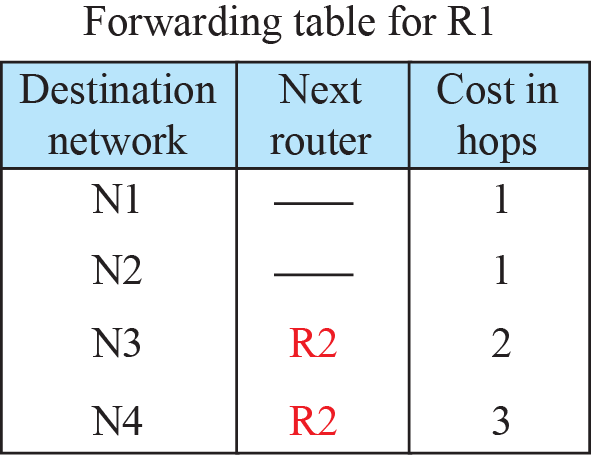 Forwarding table for R1
Destination network Next router Cost in hops
N1 —— 1
N2 —— 1
N3 R2 2
N4 R2 3